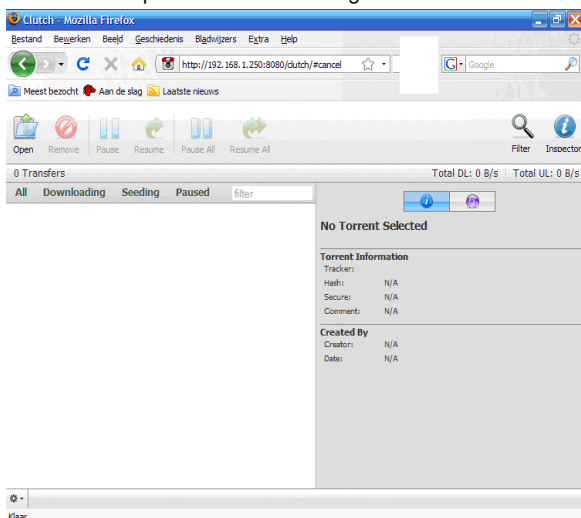 Clutch - Mozilla Firefox
Bestand Bewerken Beeld Geschiedenis Bladwijzers Extra Help
http://192.168.1.250:8080/clutch/#cancel
G Google
Meest bezocht Aan de slag Laatste nieuws
Open Remove Pause Resume Pause All Resume All Filter Inspector
0 Transfers Total DL: 0 B/s Total UL: 0 B/s
All Downloading Seeding Paused filter
No Torrent Selected
Torrent Information
Tracker:
Hash: N/A
Secure: N/A
Comment: N/A
Created By
Creator: N/A
Date: N/A
Klaar